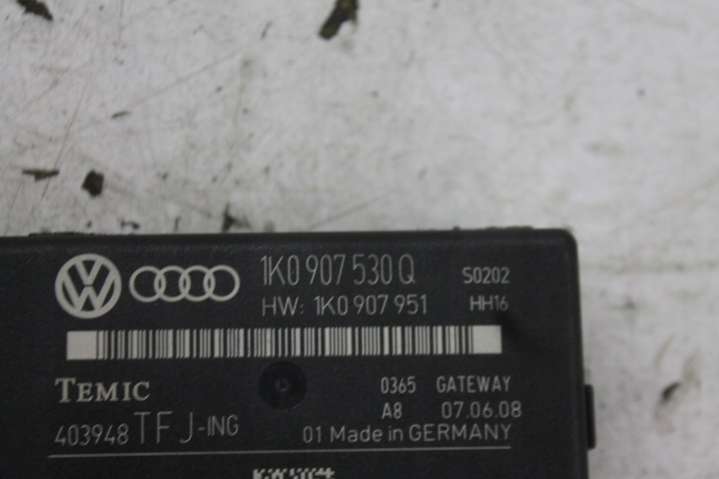 1K0 907 530 Q S0202
HW: 1K0 907 951 HH16
TEMIC 0365 GATEWAY
A8 07.06.08
403948 TFJ-ING 01 Made in GERMANY